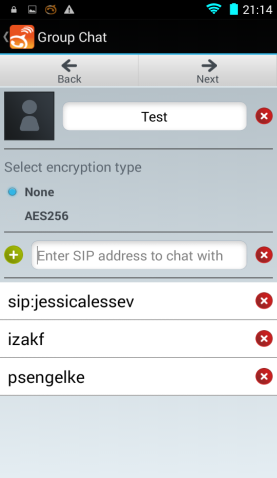 21:14
Group Chat
Back
Next
Test
Select encryption type
None
AES256
Enter SIP address to chat with
sip:jessicalessev
izakf
psengelke